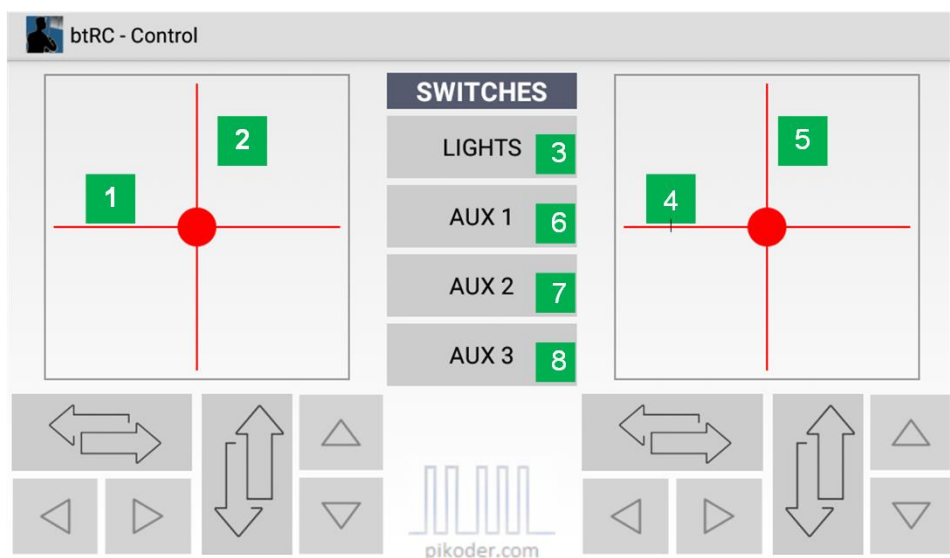 btRC - Control
SWITCHES
2
LIGHTS 3
5
1
4
AUX 1 6
AUX 2 7
AUX 3 8
pikoder.com